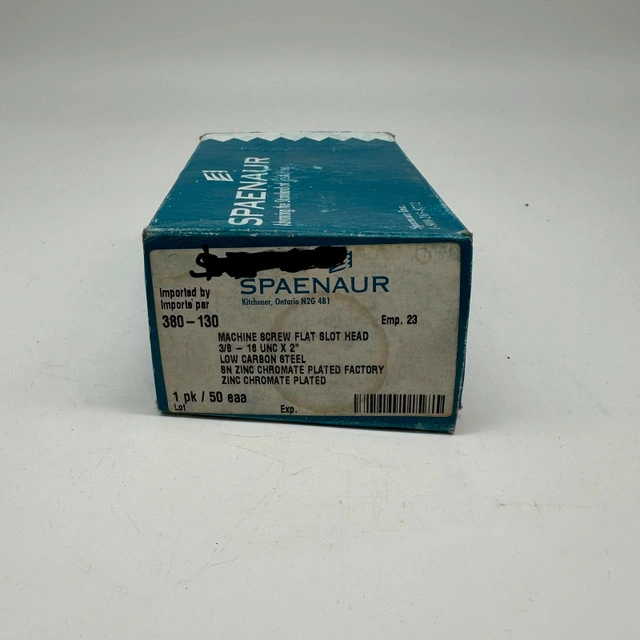 SPAENAUR
SPAENAUR
Kitchener, Ontario N2G 4B1
Imported by
Importé par
380-130
Emp. 23
MACHINE SCREW FLAT SLOT HEAD
3/8 - 16 UNC X 2"
LOW CARBON STEEL
SN ZINC CHROMATE PLATED FACTORY
ZINC CHROMATE PLATED
1 pk / 50 eaa
Lot
Exp.